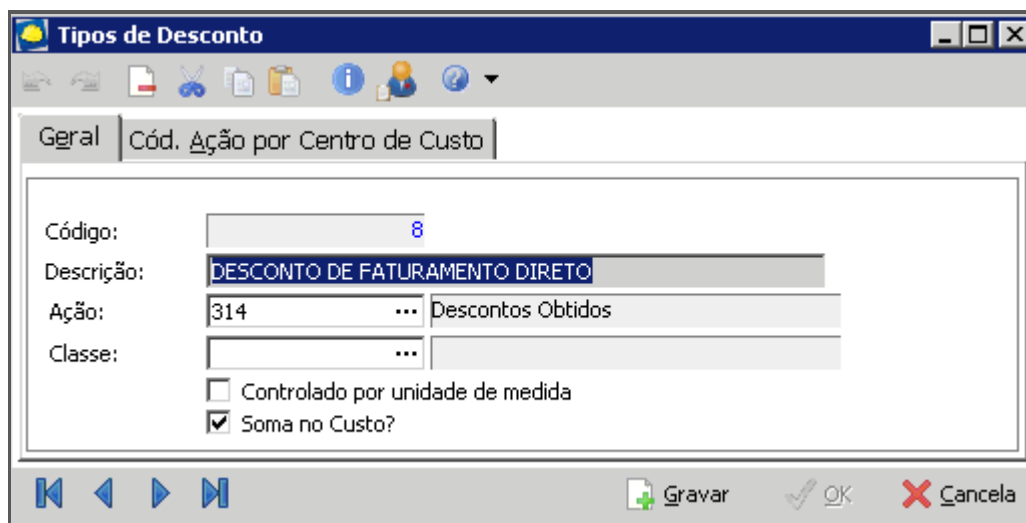 Tipos de Desconto
Geral
Cód. Ação por Centro de Custo
Código: 8
Descrição: DESCONTO DE FATURAMENTO DIRETO
Ação: 314 ... Descontos Obtidos
Classe: ...
Controlado por unidade de medida
Soma no Custo?
Gravar OK Cancela